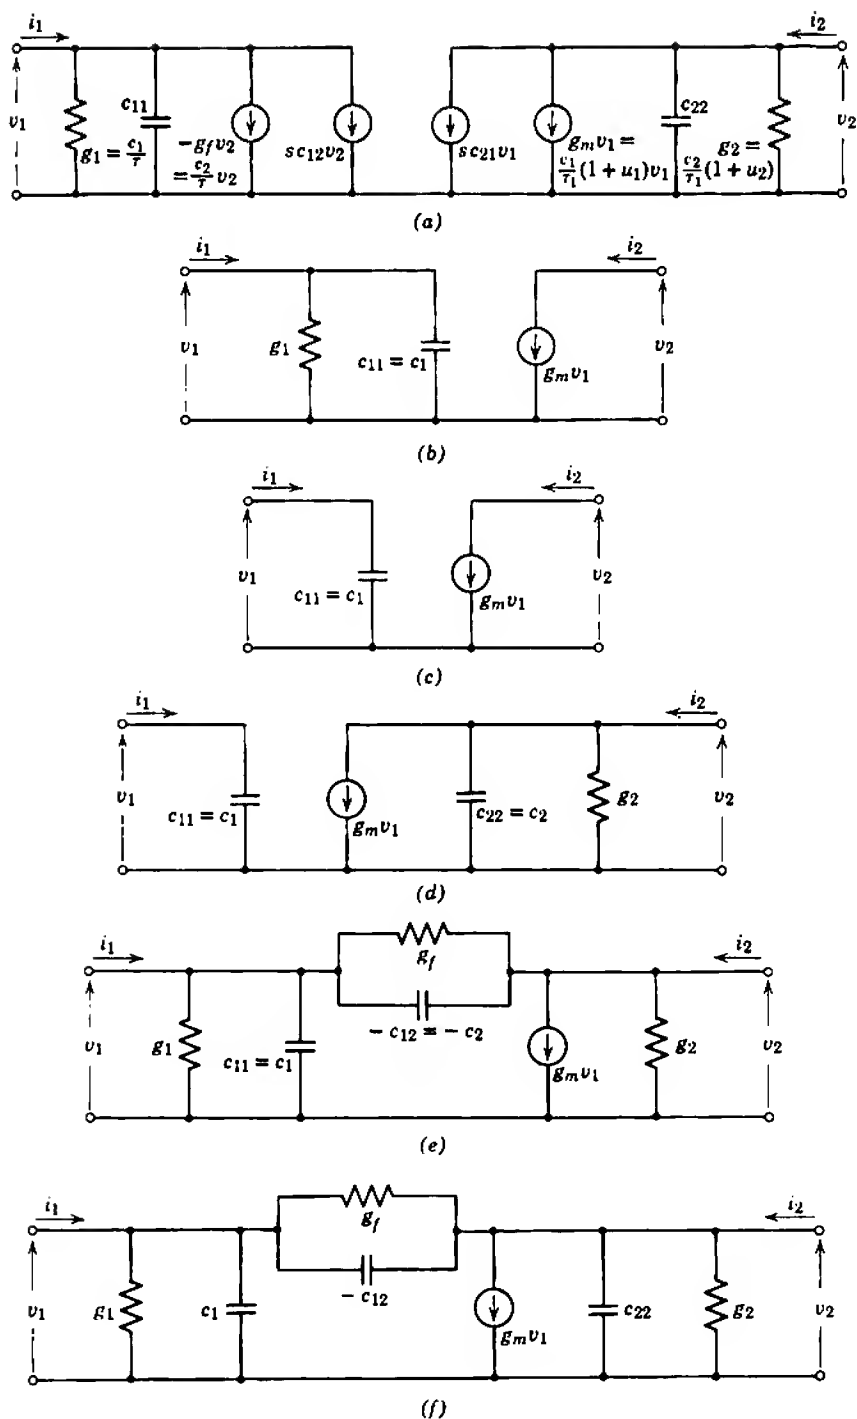 i1 i2
v1 g1 = c1/τ c11 -gf v2 = c2/τ v2 sc12v2 sc21v1 gmv1 = c1/τ1 (1 + u1)v1 c22 g2 = c2/τ1 (1 + u2) v2
(a)
i1 i2
v1 g1 c11 = c1 gmv1 v2
(b)
i1 i2
v1 c11 = c1 gmv1 v2
(c)
i1 i2
v1 c11 = c1 gmv1 c22 = c2 g2 v2
(d)
i1 gf i2
- c12 = - c2
v1 g1 c11 = c1 gmv1 g2 v2
(e)
i1 gf i2
- c12
v1 g1 c1 gmv1 c22 g2 v2
(f)